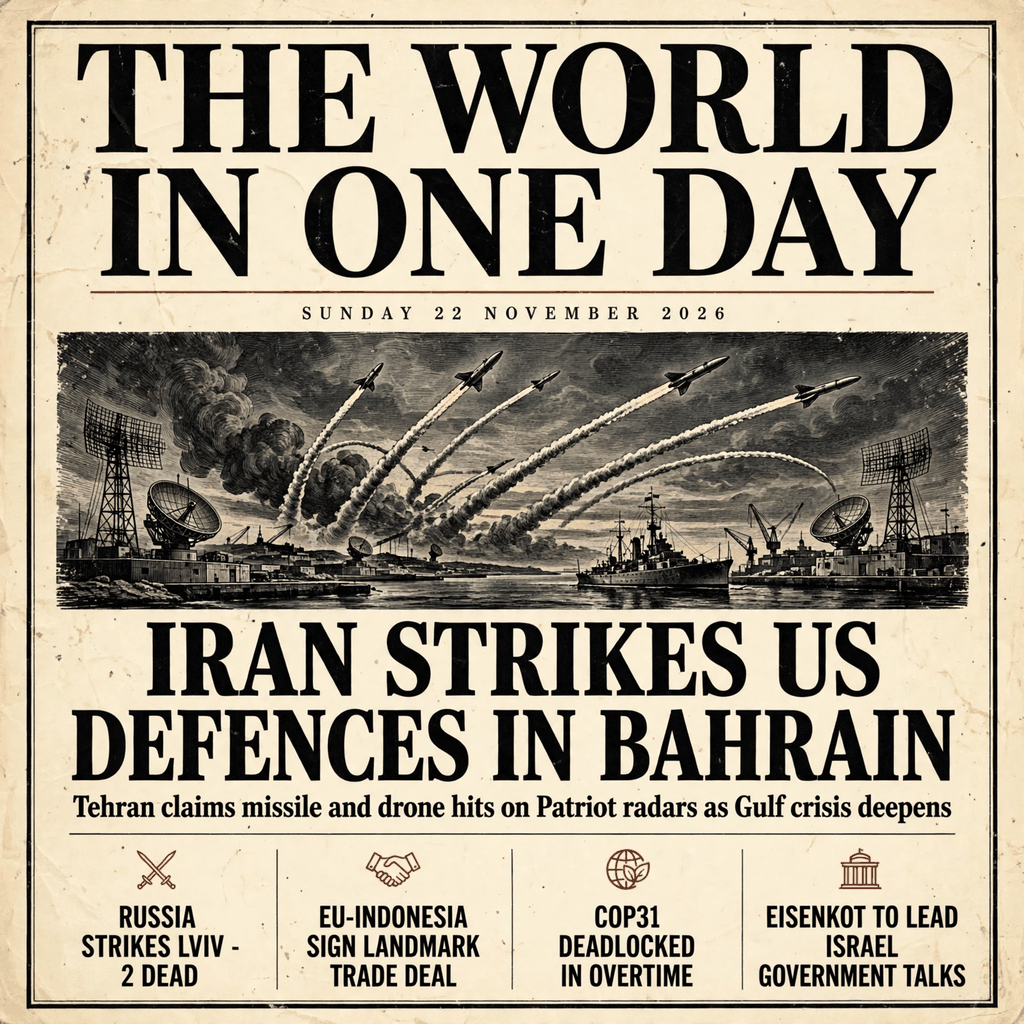 THE WORLD
IN ONE DAY
SUNDAY 22 NOVEMBER 2026
IRAN STRIKES US
DEFENCES IN BAHRAIN
Tehran claims missile and drone hits on Patriot radars as Gulf crisis deepens
RUSSIA
STRIKES LVIV -
2 DEAD
EU-INDONESIA
SIGN LANDMARK
TRADE DEAL
COP31
DEADLOCKED
IN OVERTIME
EISENKOT TO LEAD
ISRAEL
GOVERNMENT TALKS